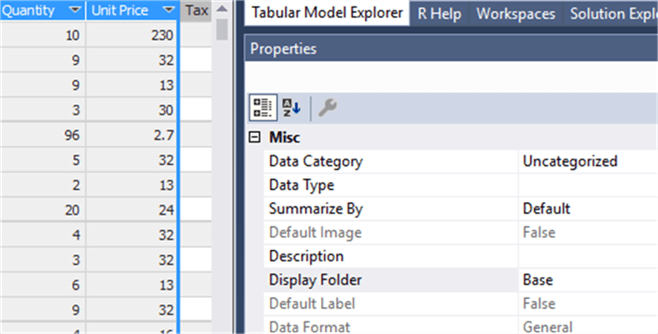 Quantity Unit Price Tax
10 230
9 32
9 13
3 30
96 2.7
5 32
2 13
20 24
4 32
3 32
6 13
9 32
Tabular Model Explorer R Help Workspaces Solution Explo
Properties
Misc
Data Category Uncategorized
Data Type
Summarize By Default
Default Image False
Description
Display Folder Base
Default Label False
Data Format General